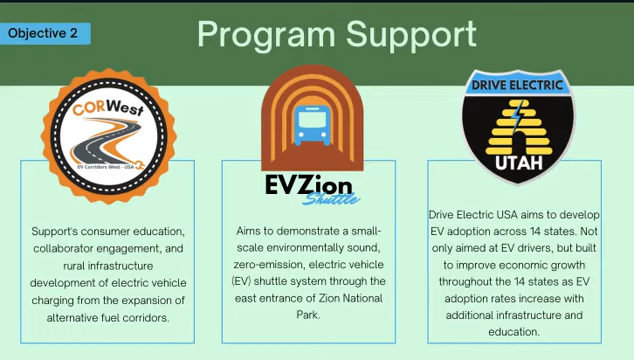 Objective 2
Program Support
CORWest
EV Corridors West - USA
Support's consumer education,
collaborator engagement, and
rural infrastructure
development of electric vehicle
charging from the expansion of
alternative fuel corridors.
EVZion
Shuttle
Aims to demonstrate a small-
scale environmentally sound,
zero-emission, electric vehicle
(EV) shuttle system through the
east entrance of Zion National
Park.
DRIVE ELECTRIC
UTAH
Drive Electric USA aims to develop
EV adoption across 14 states. Not
only aimed at EV drivers, but built
to improve economic growth
throughout the 14 states as EV
adoption rates increase with
additional infrastructure and
education.